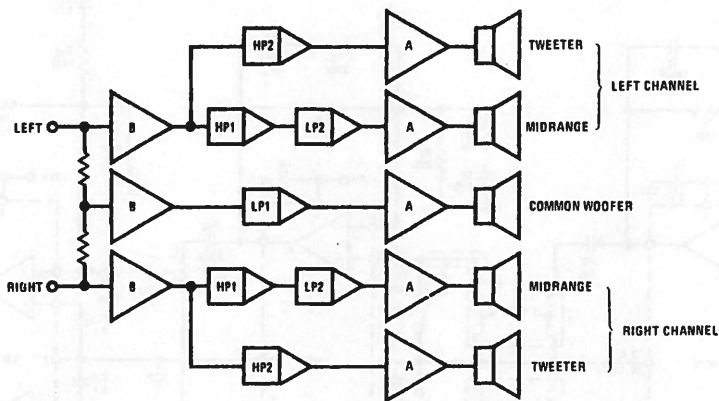 HP2 A TWEETER
LEFT CHANNEL
LEFT B HP1 LP2 A MIDRANGE
B LP1 A COMMON WOOFER
RIGHT B HP1 LP2 A MIDRANGE
RIGHT CHANNEL
HP2 A TWEETER